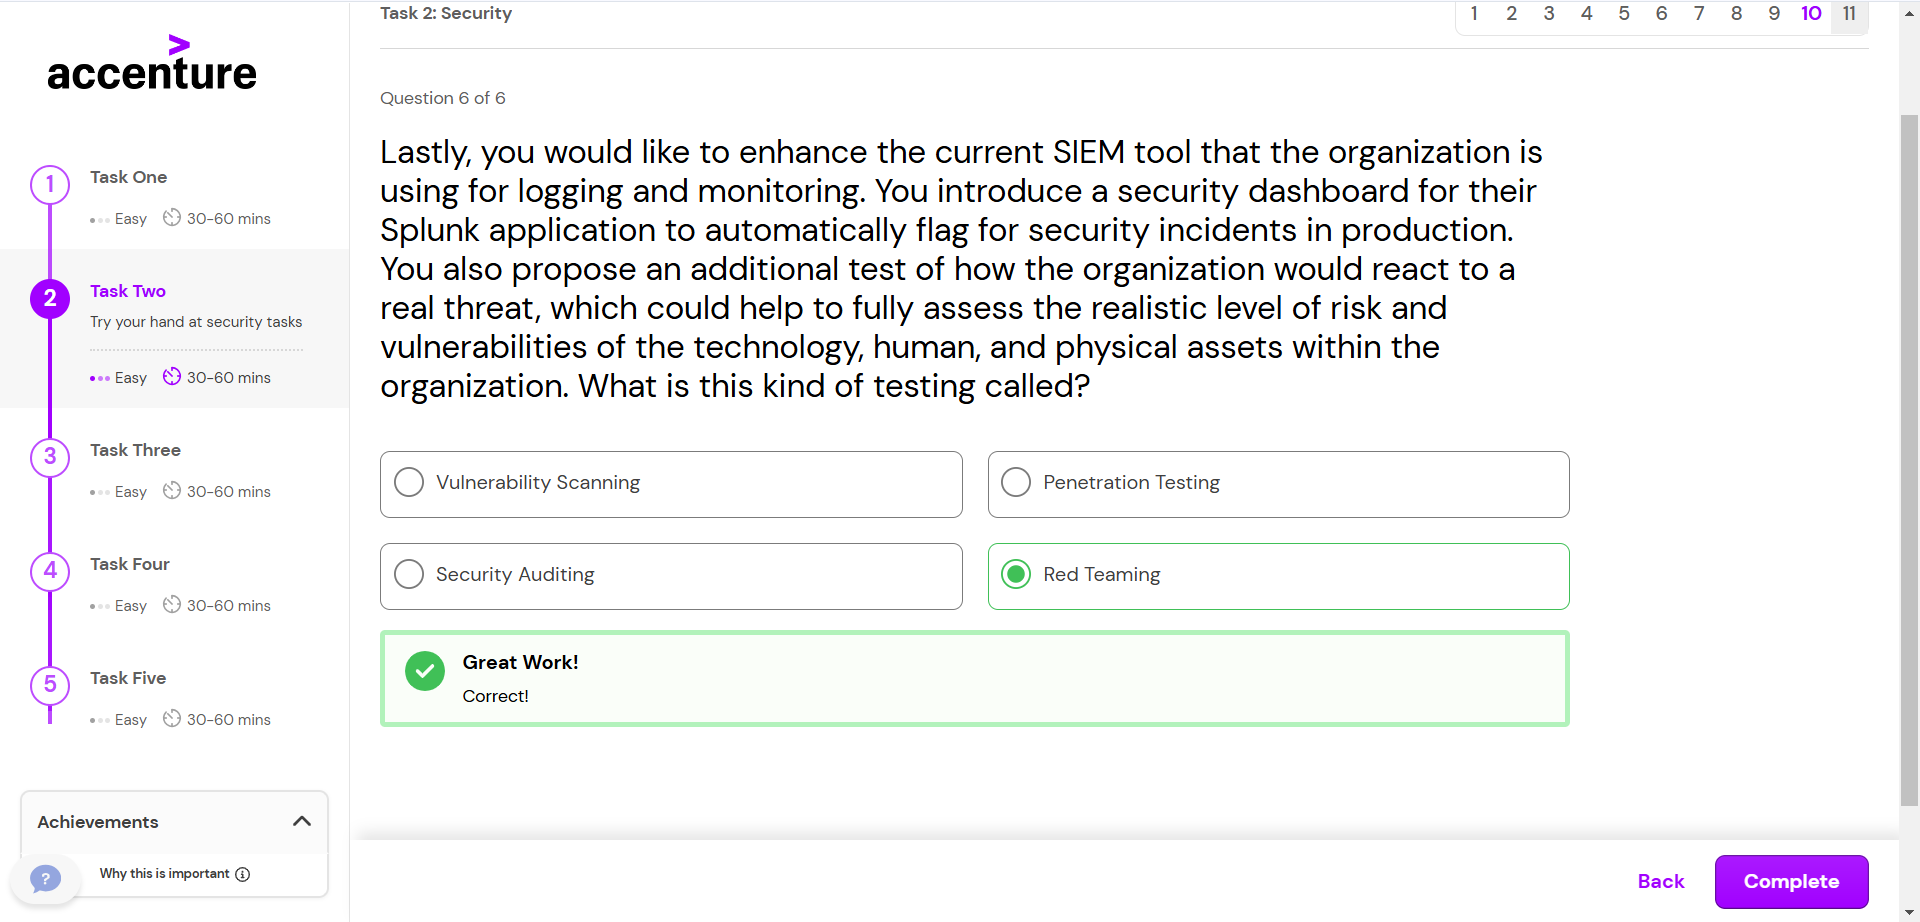 accenture
1
Task One
Easy 30-60 mins
2
Task Two
Try your hand at security tasks
Easy 30-60 mins
3
Task Three
Easy 30-60 mins
4
Task Four
Easy 30-60 mins
5
Task Five
Easy 30-60 mins
Achievements
Why this is important
?
Task 2: Security
1 2 3 4 5 6 7 8 9 10 11
Question 6 of 6
Lastly, you would like to enhance the current SIEM tool that the organization is
using for logging and monitoring. You introduce a security dashboard for their
Splunk application to automatically flag for security incidents in production.
You also propose an additional test of how the organization would react to a
real threat, which could help to fully assess the realistic level of risk and
vulnerabilities of the technology, human, and physical assets within the
organization. What is this kind of testing called?
Vulnerability Scanning
Penetration Testing
Security Auditing
Red Teaming
Great Work!
Correct!
Back
Complete